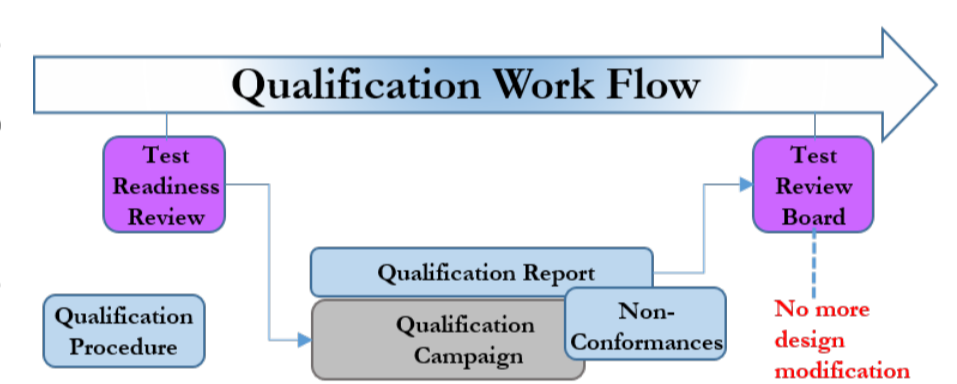 Qualification Work Flow
Test
Readiness
Review
Test
Review
Board
Qualification Report
Qualification
Procedure
Qualification
Campaign
Non-
Conformances
No more
design
modification